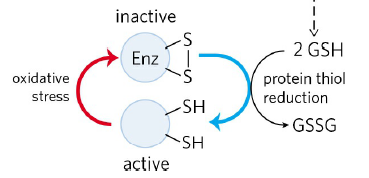 inactive
S
Enz
S
2 GSH
oxidative
stress
protein thiol
reduction
SH
GSSG
SH
active